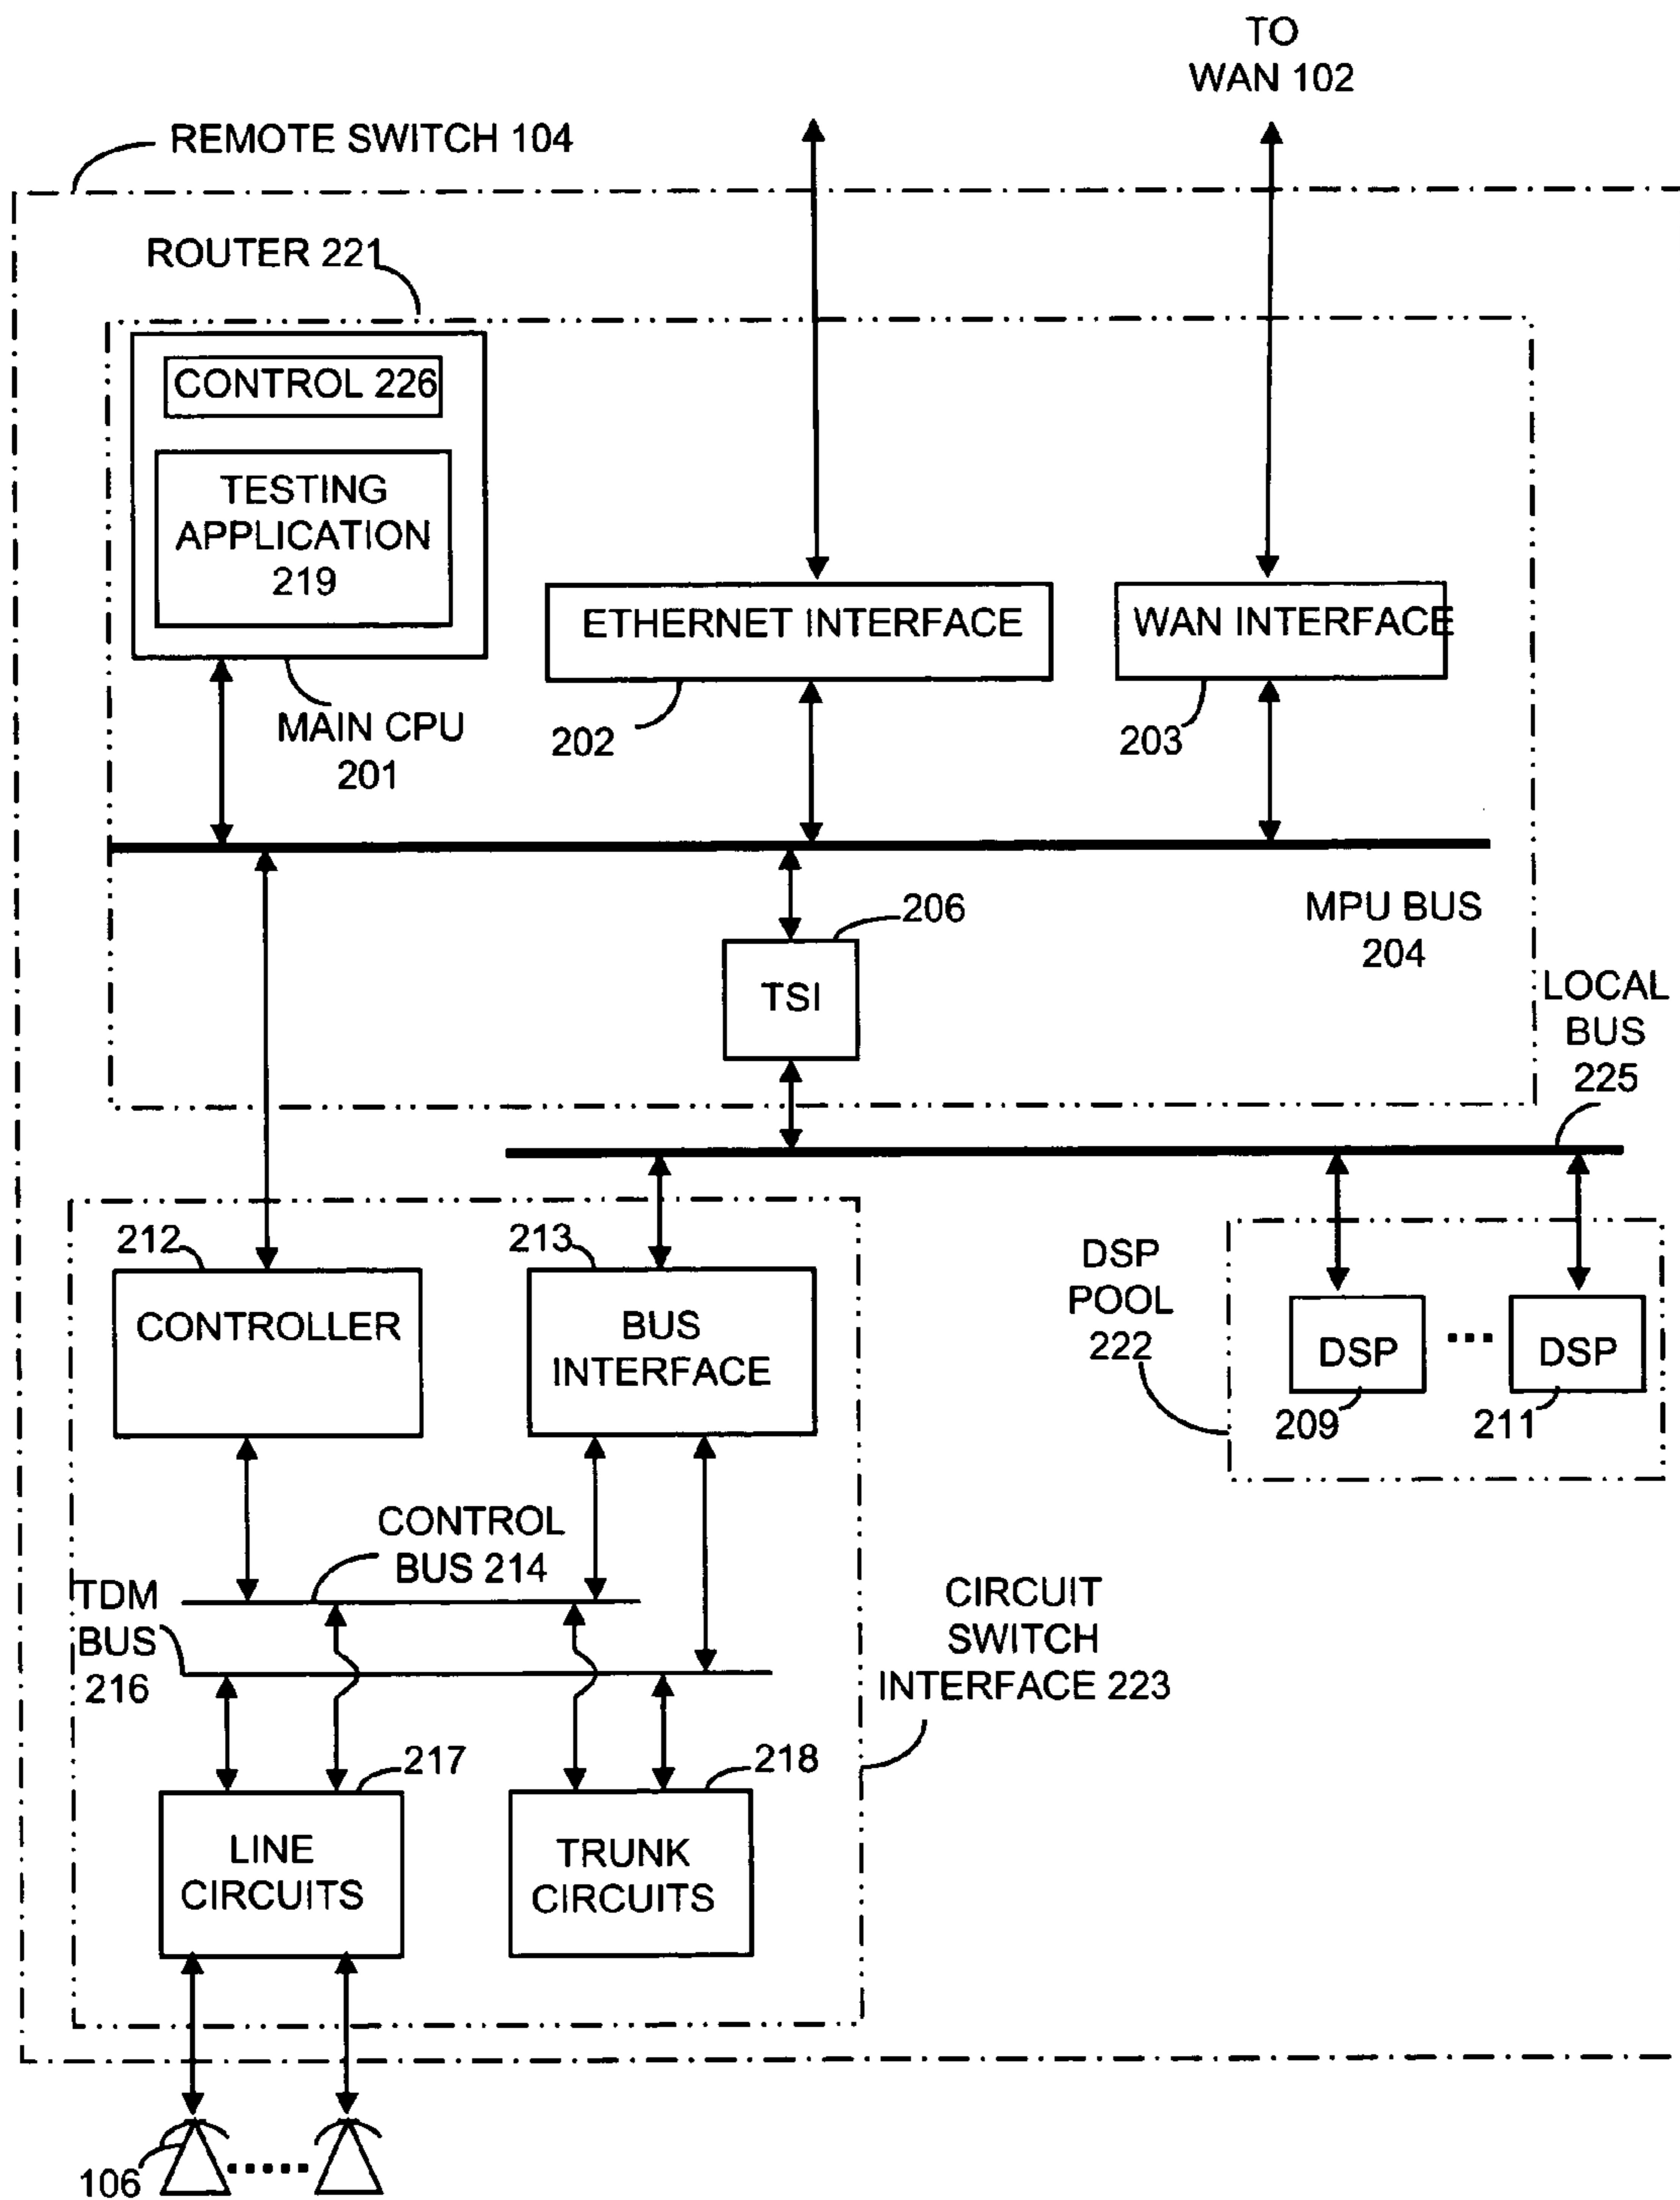 TO
WAN 102
REMOTE SWITCH 104
ROUTER 221
CONTROL 226
TESTING
APPLICATION
219
ETHERNET INTERFACE
WAN INTERFACE
MAIN CPU
201
202
203
MPU BUS
204
206
TSI
LOCAL
BUS
225
212
CONTROLLER
213
BUS
INTERFACE
DSP
POOL
222
DSP
DSP
209
211
CONTROL
BUS 214
TDM
BUS
216
CIRCUIT
SWITCH
INTERFACE 223
217
LINE
CIRCUITS
218
TRUNK
CIRCUITS
106